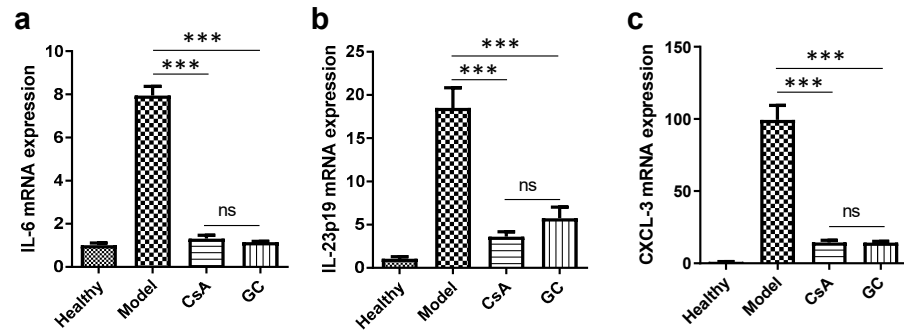 a
IL-6 mRNA expression
10
8
6
4
2
0
***
***
ns
Healthy
Model
CsA
GC
b
IL-23p19 mRNA expression
25
20
15
10
5
0
***
***
ns
Healthy
Model
CsA
GC
c
CXCL-3 mRNA expression
150
100
50
0
***
***
ns
Healthy
Model
CsA
GC